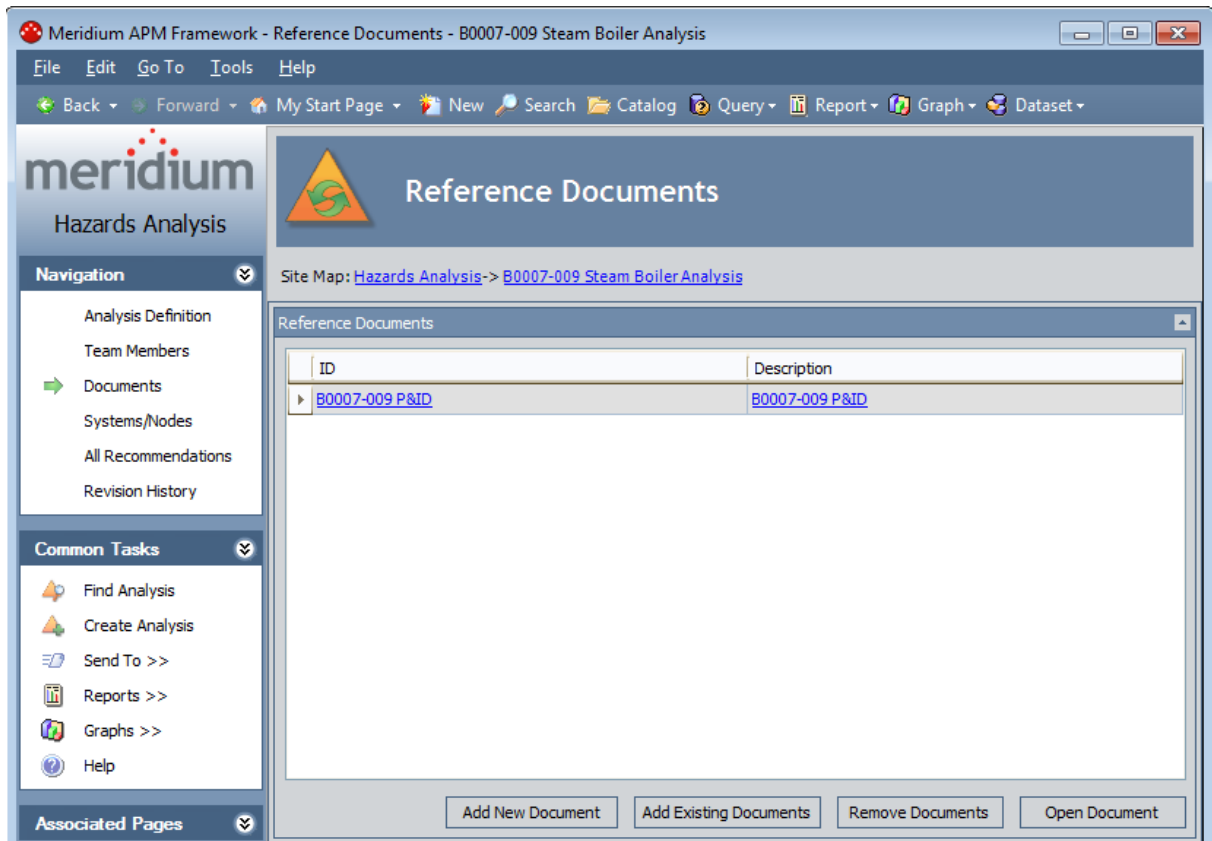 Meridium APM Framework - Reference Documents - B0007-009 Steam Boiler Analysis
File Edit Go To Tools Help
Back Forward My Start Page New Search Catalog Query Report Graph Dataset
meridium
Hazards Analysis
Reference Documents
Navigation
Analysis Definition
Team Members
Documents
Systems/Nodes
All Recommendations
Revision History
Common Tasks
Find Analysis
Create Analysis
Send To >>
Reports >>
Graphs >>
Help
Associated Pages
Site Map: Hazards Analysis-> B0007-009 Steam Boiler Analysis
Reference Documents
ID Description
B0007-009 P&ID B0007-009 P&ID
Add New Document Add Existing Documents Remove Documents Open Document